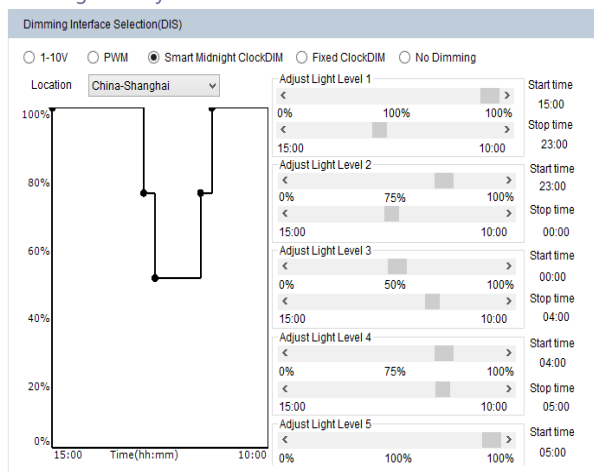 Dimming Interface Selection(DIS)
1-10V PWM Smart Midnight ClockDIM Fixed ClockDIM No Dimming
Location China-Shanghai
100%
80%
60%
40%
20%
0%
15:00 Time(hh:mm) 10:00
Adjust Light Level 1
0% 100% 100%
15:00 10:00
Start time
15:00
Stop time
23:00
Adjust Light Level 2
0% 75% 100%
15:00 10:00
Start time
23:00
Stop time
00:00
Adjust Light Level 3
0% 50% 100%
15:00 10:00
Start time
00:00
Stop time
04:00
Adjust Light Level 4
0% 75% 100%
15:00 10:00
Start time
04:00
Stop time
05:00
Adjust Light Level 5
0% 100% 100%
Start time
05:00